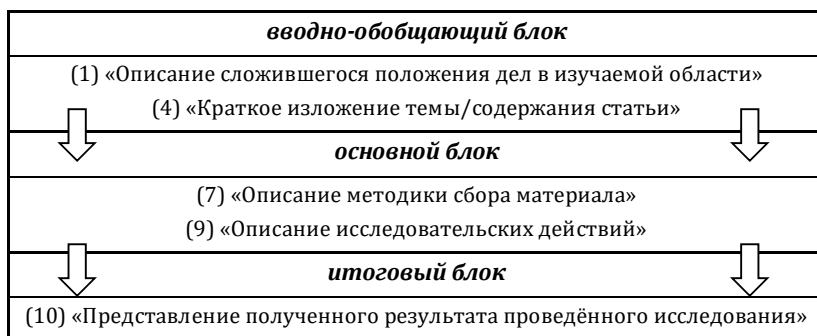 вводно-обобщающий блок
(1) «Описание сложившегося положения дел в изучаемой области»
(4) «Краткое изложение темы/содержания статьи»
основной блок
(7) «Описание методики сбора материала»
(9) «Описание исследовательских действий»
итоговый блок
(10) «Представление полученного результата проведённого исследования»